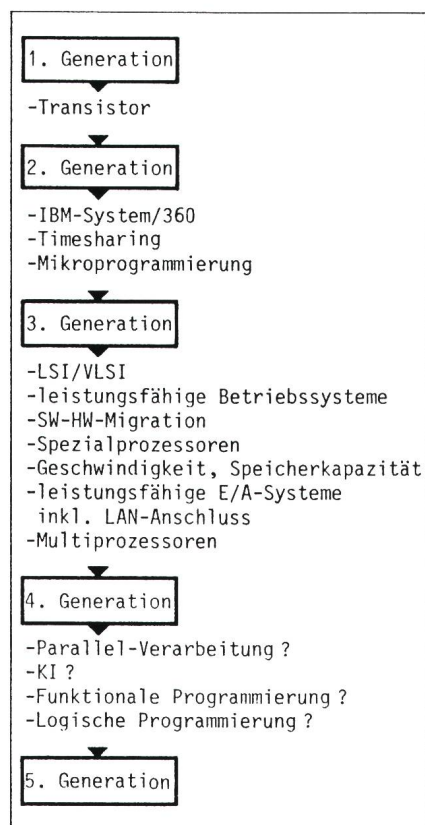 1. Generation
-Transistor
2. Generation
-IBM-System/360
-Timesharing
-Mikroprogrammierung
3. Generation
-LSI/VLSI
-leistungsfähige Betriebssysteme
-SW-HW-Migration
-Spezialprozessoren
-Geschwindigkeit, Speicherkapazität
-leistungsfähige E/A-Systeme
inkl. LAN-Anschluss
-Multiprozessoren
4. Generation
-Parallel-Verarbeitung ?
-KI ?
-Funktionale Programmierung ?
-Logische Programmierung ?
5. Generation